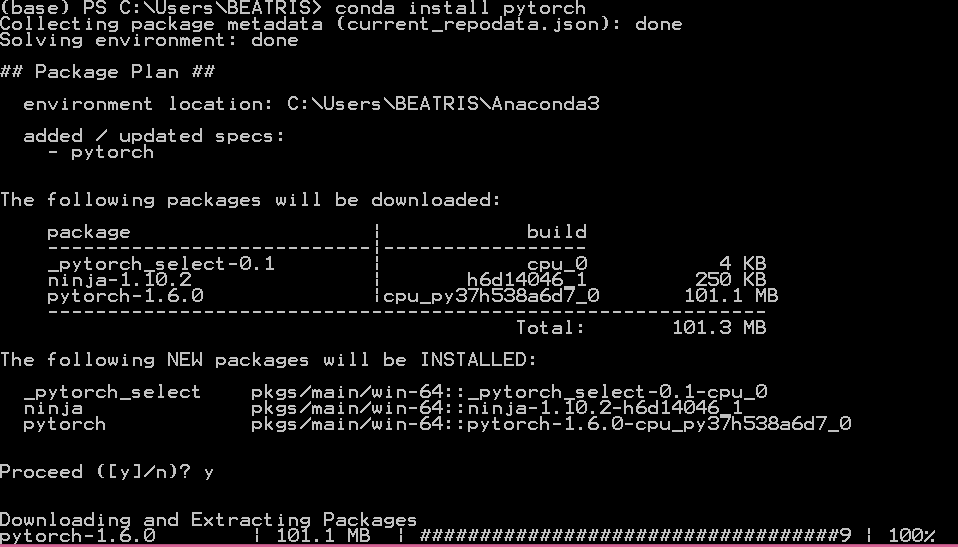 (base) PS C:\Users\BEATRIS> conda install pytorch
Collecting package metadata (current_repodata.json): done
Solving environment: done
## Package Plan ##
environment location: C:\Users\BEATRIS\Anaconda3
added / updated specs:
- pytorch
The following packages will be downloaded:
package | build
---------------------------|-----------------
_pytorch_select-0.1 | cpu_0 4 KB
ninja-1.10.2 | h6d14046_1 250 KB
pytorch-1.6.0 |cpu_py37h538a6d7_0 101.1 MB
------------------------------------------------------------
Total: 101.3 MB
The following NEW packages will be INSTALLED:
_pytorch_select pkgs/main/win-64::_pytorch_select-0.1-cpu_0
ninja pkgs/main/win-64::ninja-1.10.2-h6d14046_1
pytorch pkgs/main/win-64::pytorch-1.6.0-cpu_py37h538a6d7_0
Proceed ([y]/n)? y
Downloading and Extracting Packages
pytorch-1.6.0 | 101.1 MB | ###################################9 | 100%